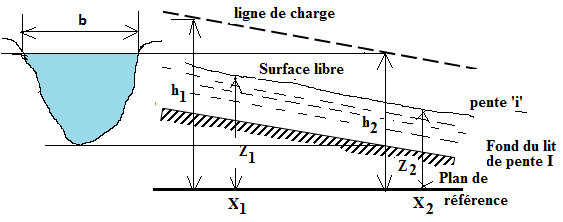 b
ligne de charge
Surface libre
h1
h2
pente 'i'
Fond du lit
de pente I
Z1
Z2
Plan de
référence
X1
X2